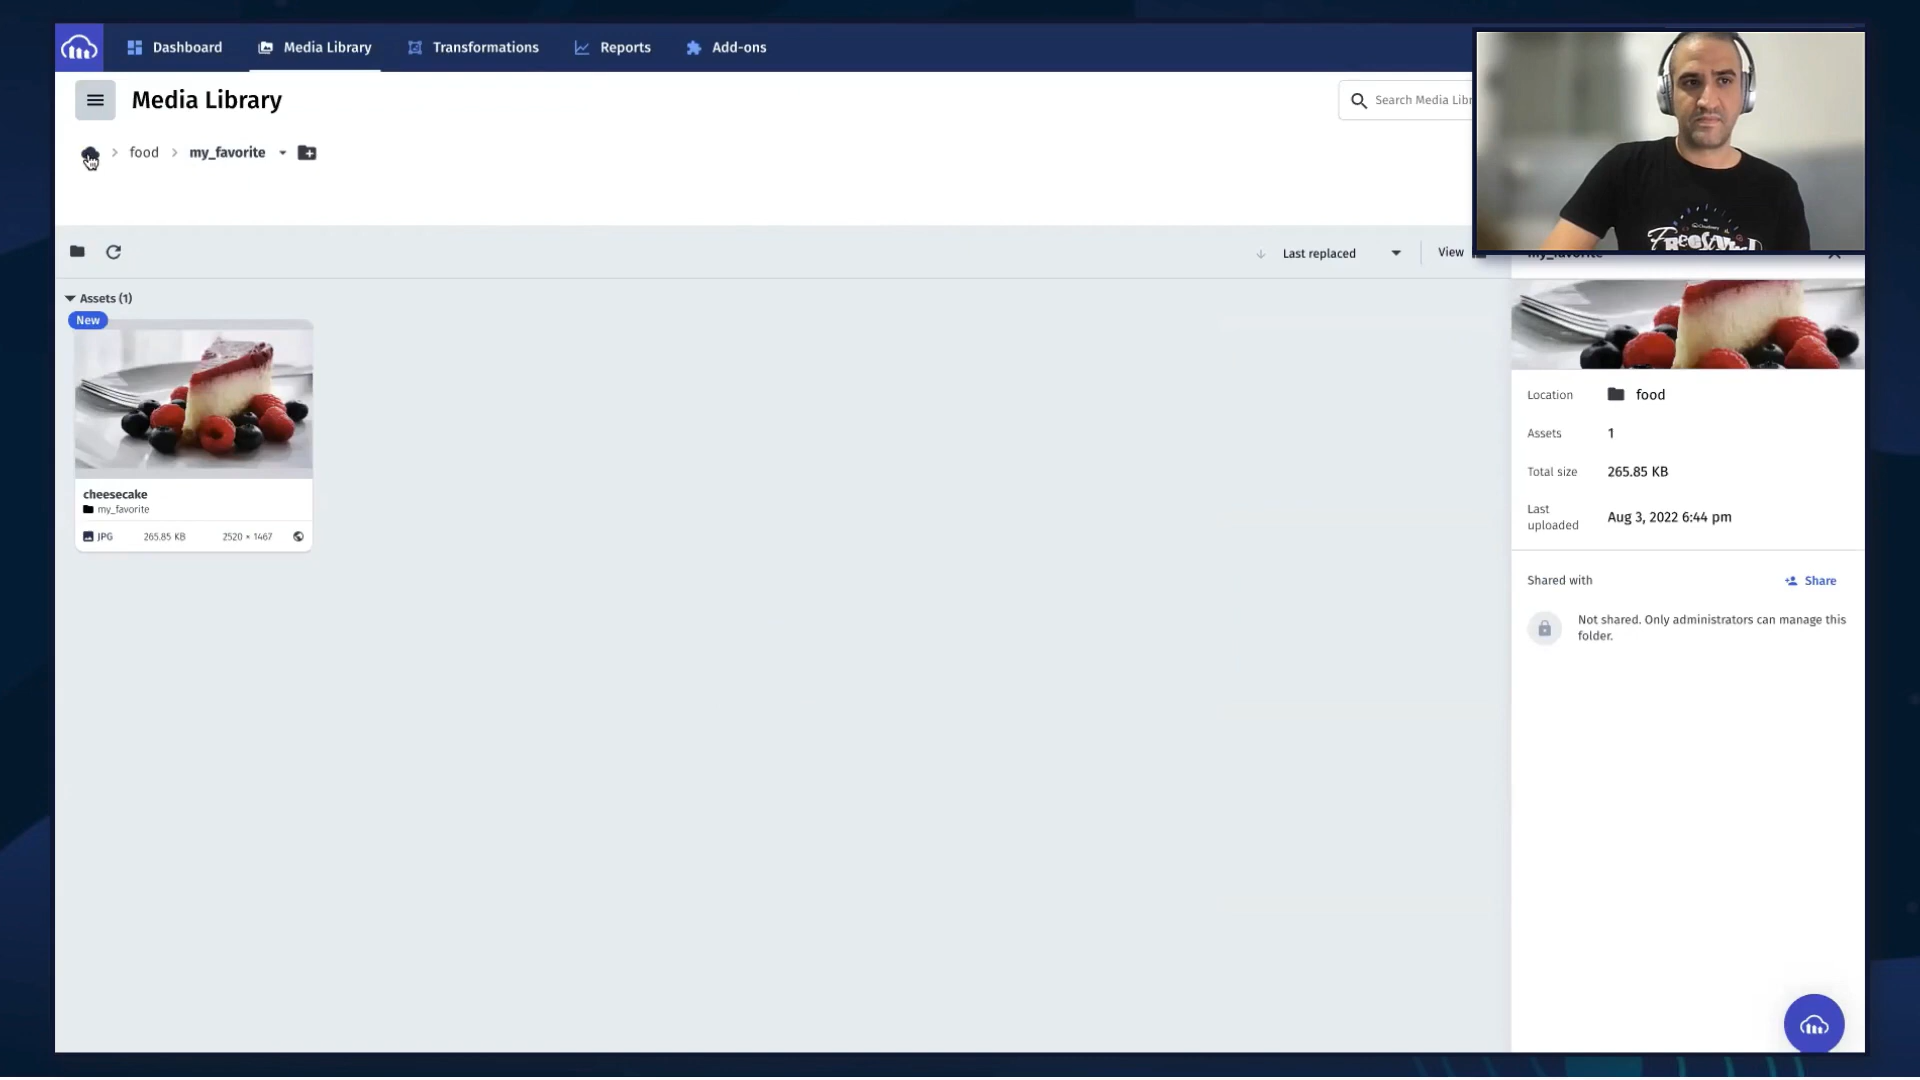 Dashboard
Media Library
Transformations
Reports
Add-ons
Media Library
Search Media Libr
food
my_favorite
Last replaced
View
my_favorite
Assets (1)
New
cheesecake
my_favorite
JPG 265.85 KB 2520 × 1467
Location food
Assets 1
Total size 265.85 KB
Last uploaded Aug 3, 2022 6:44 pm
Shared with
Share
Not shared. Only administrators can manage this
folder.